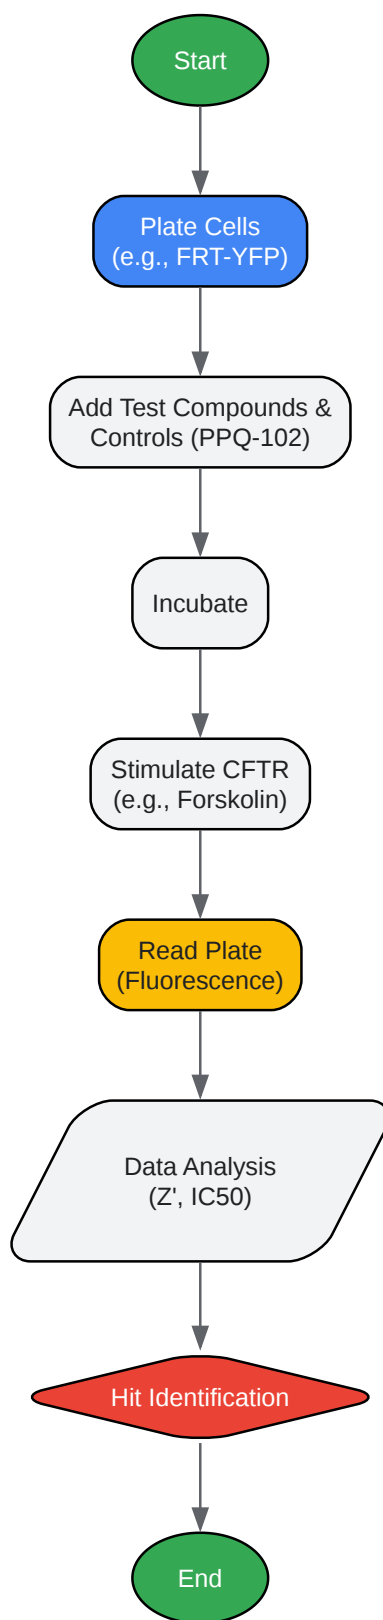 Start
Plate Cells
(e.g., FRT-YFP)
Add Test Compounds &
Controls (PPQ-102)
Incubate
Stimulate CFTR
(e.g., Forskolin)
Read Plate
(Fluorescence)
Data Analysis
(Z', IC50)
Hit Identification
End